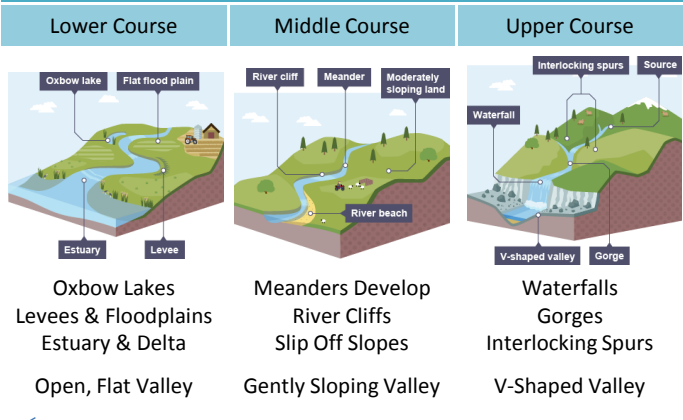 Lower Course
Middle Course
Upper Course
Oxbow lake
Flat flood plain
Estuary
Levee
River cliff
Meander
Moderately
sloping land
River beach
Interlocking spurs
Source
Waterfall
V-shaped valley
Gorge
Oxbow Lakes
Levees & Floodplains
Estuary & Delta
Open, Flat Valley
Meanders Develop
River Cliffs
Slip Off Slopes
Gently Sloping Valley
Waterfalls
Gorges
Interlocking Spurs
V-Shaped Valley